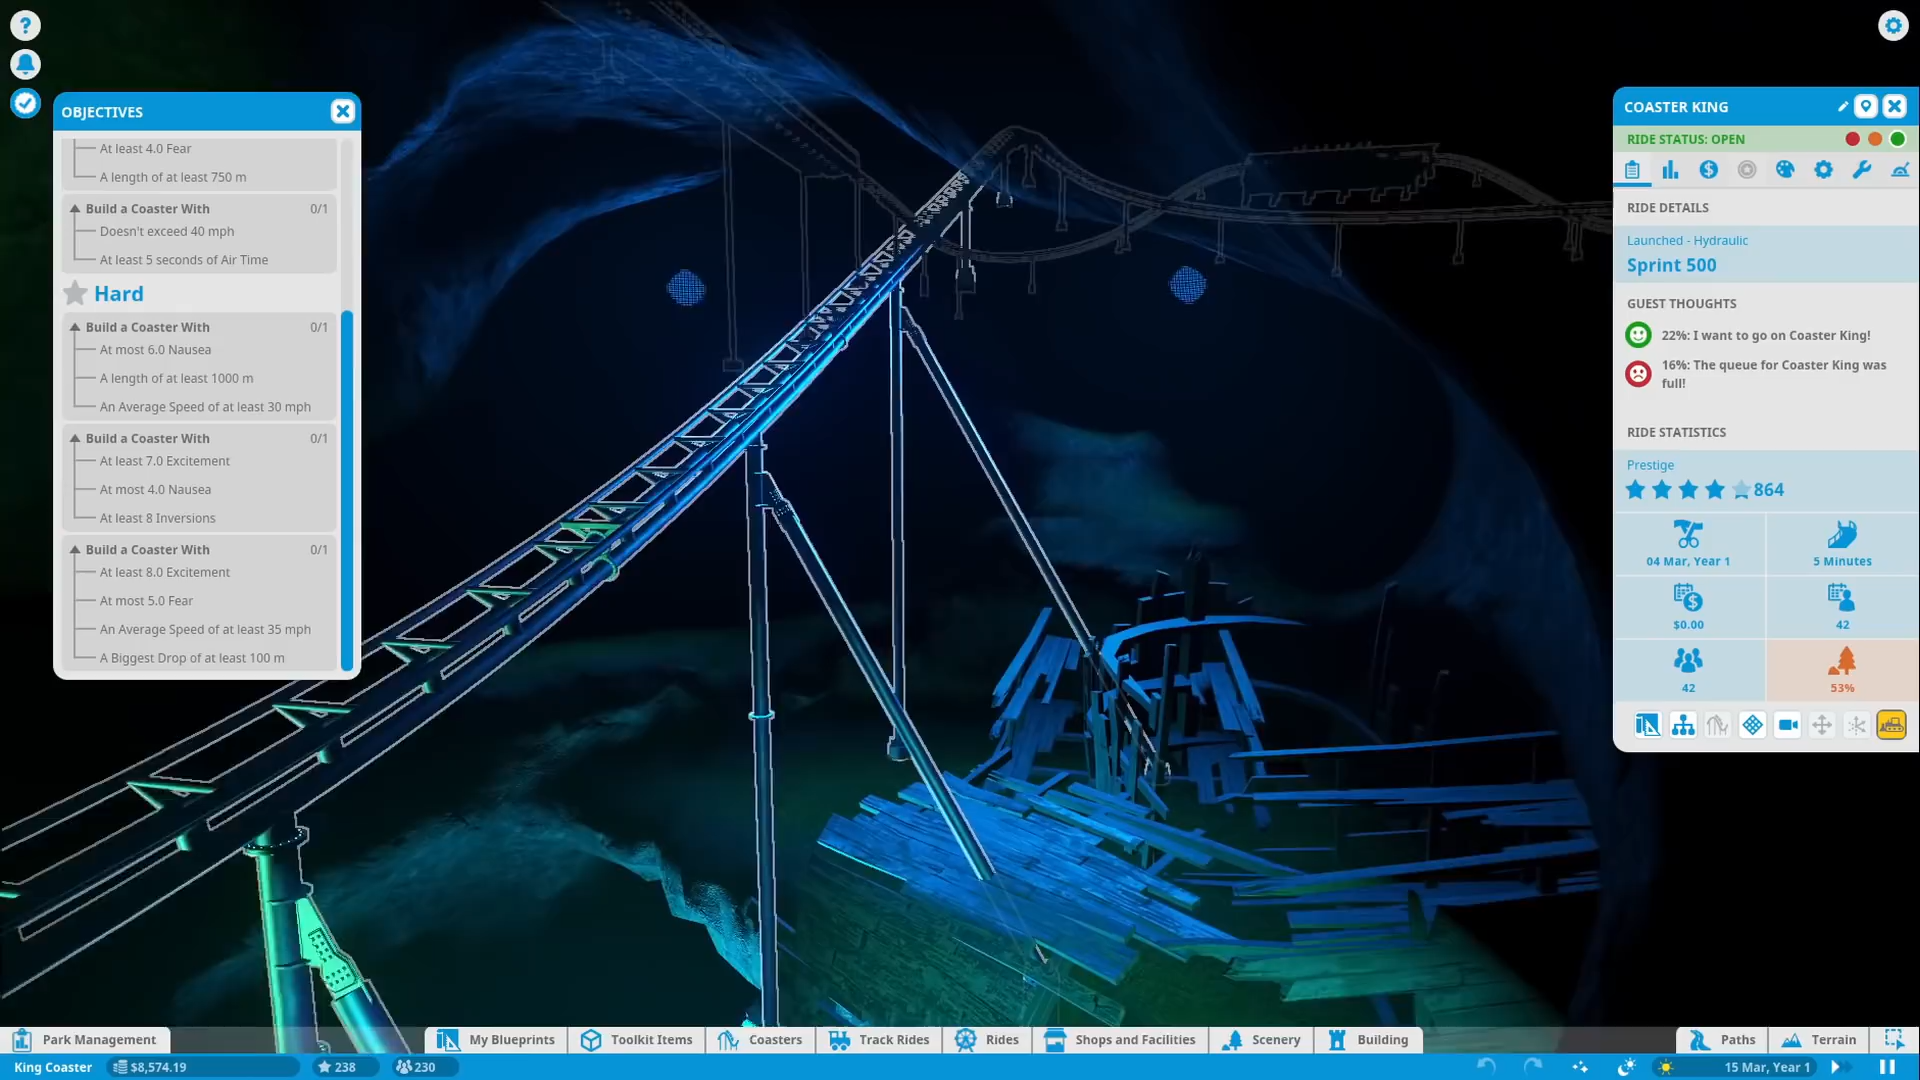 ?
OBJECTIVES
At least 4.0 Fear
A length of at least 750 m
Build a Coaster With 0/1
Doesn't exceed 40 mph
At least 5 seconds of Air Time
Hard
Build a Coaster With 0/1
At most 6.0 Nausea
A length of at least 1000 m
An Average Speed of at least 30 mph
Build a Coaster With 0/1
At least 7.0 Excitement
At most 4.0 Nausea
At least 8 Inversions
Build a Coaster With 0/1
At least 8.0 Excitement
At most 5.0 Fear
An Average Speed of at least 35 mph
A Biggest Drop of at least 100 m
COASTER KING
RIDE STATUS: OPEN
RIDE DETAILS
Launched - Hydraulic
Sprint 500
GUEST THOUGHTS
22%: I want to go on Coaster King!
16%: The queue for Coaster King was
full!
RIDE STATISTICS
Prestige
864
04 Mar, Year 1
5 Minutes
$0.00
42
42
53%
Park Management
My Blueprints
Toolkit Items
Coasters
Track Rides
Rides
Shops and Facilities
Scenery
Building
Paths
Terrain
King Coaster
$8,574.19
238
230
15 Mar, Year 1